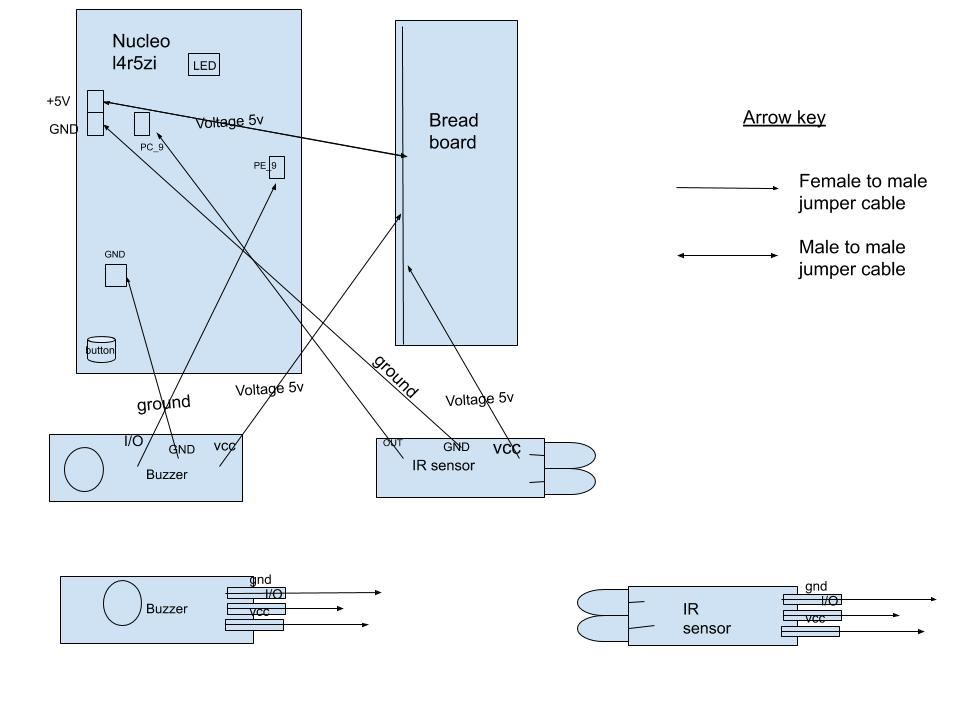 Nucleo
l4r5zi
LED
+5V
GND
PC_9
Voltage 5v
PE_9
GND
button
Bread
board
Arrow key
Female to male
jumper cable
Male to male
jumper cable
ground
Voltage 5v
ground
Voltage 5v
I/O
GND
vcc
Buzzer
OUT
GND
vcc
IR sensor
gnd
I/O
vcc
Buzzer
IR
sensor
gnd
I/O
vcc